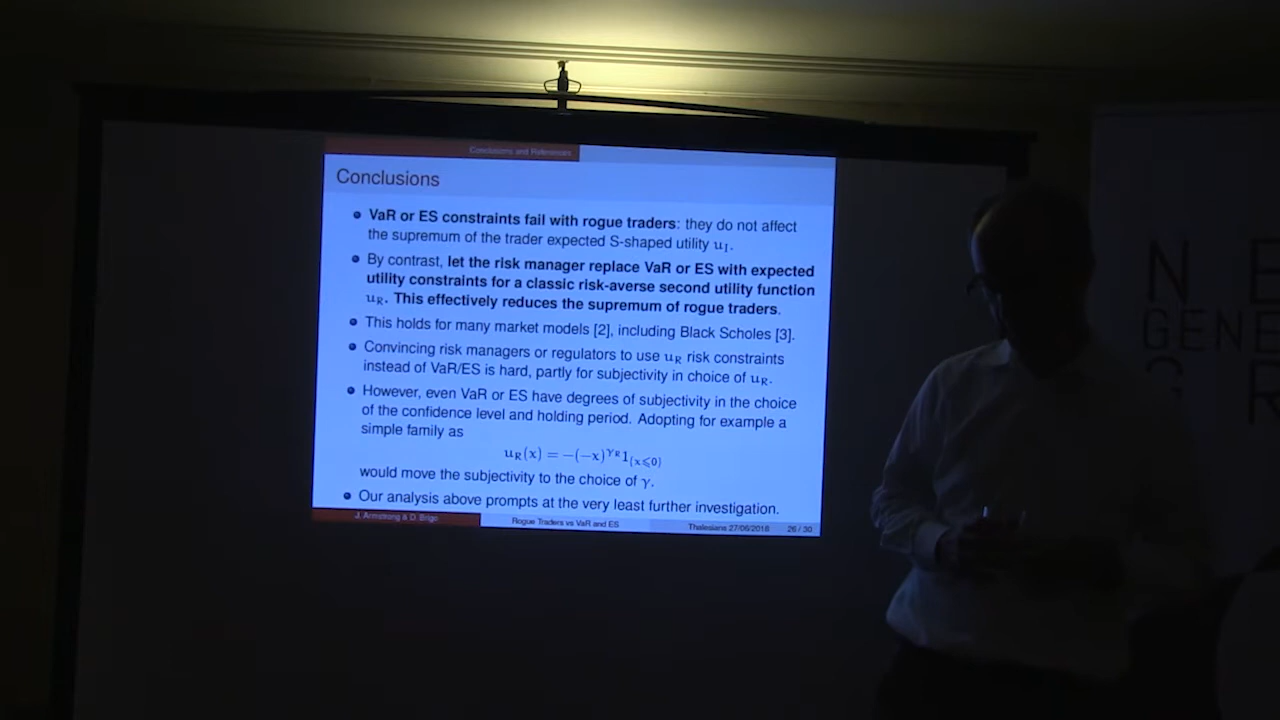 Conclusions and References
Conclusions
VaR or ES constraints fail with rogue traders: they do not affect
the supremum of the trader expected S-shaped utility u_I.
By contrast, let the risk manager replace VaR or ES with expected
utility constraints for a classic risk-averse second utility function
u_R. This effectively reduces the supremum of rogue traders.
This holds for many market models [2], including Black Scholes [3].
Convincing risk managers or regulators to use u_R risk constraints
instead of VaR/ES is hard, partly for subjectivity in choice of u_R.
However, even VaR or ES have degrees of subjectivity in the choice
of the confidence level and holding period. Adopting for example a
simple family as
u_R(x) = −(−x)^{γ_R} 1_{x⩽0}
would move the subjectivity to the choice of γ.
Our analysis above prompts at the very least further investigation.
J. Armstrong & D. Brigo
Rogue Traders vs VaR and ES
Thalesians 27/06/2018
26 / 30
N E
GENE
R